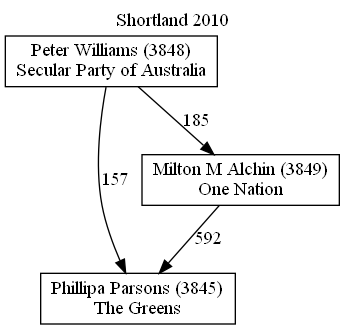 Shortland 2010
Peter Williams (3848)
Secular Party of Australia
185
Milton M Alchin (3849)
One Nation
157
592
Phillipa Parsons (3845)
The Greens